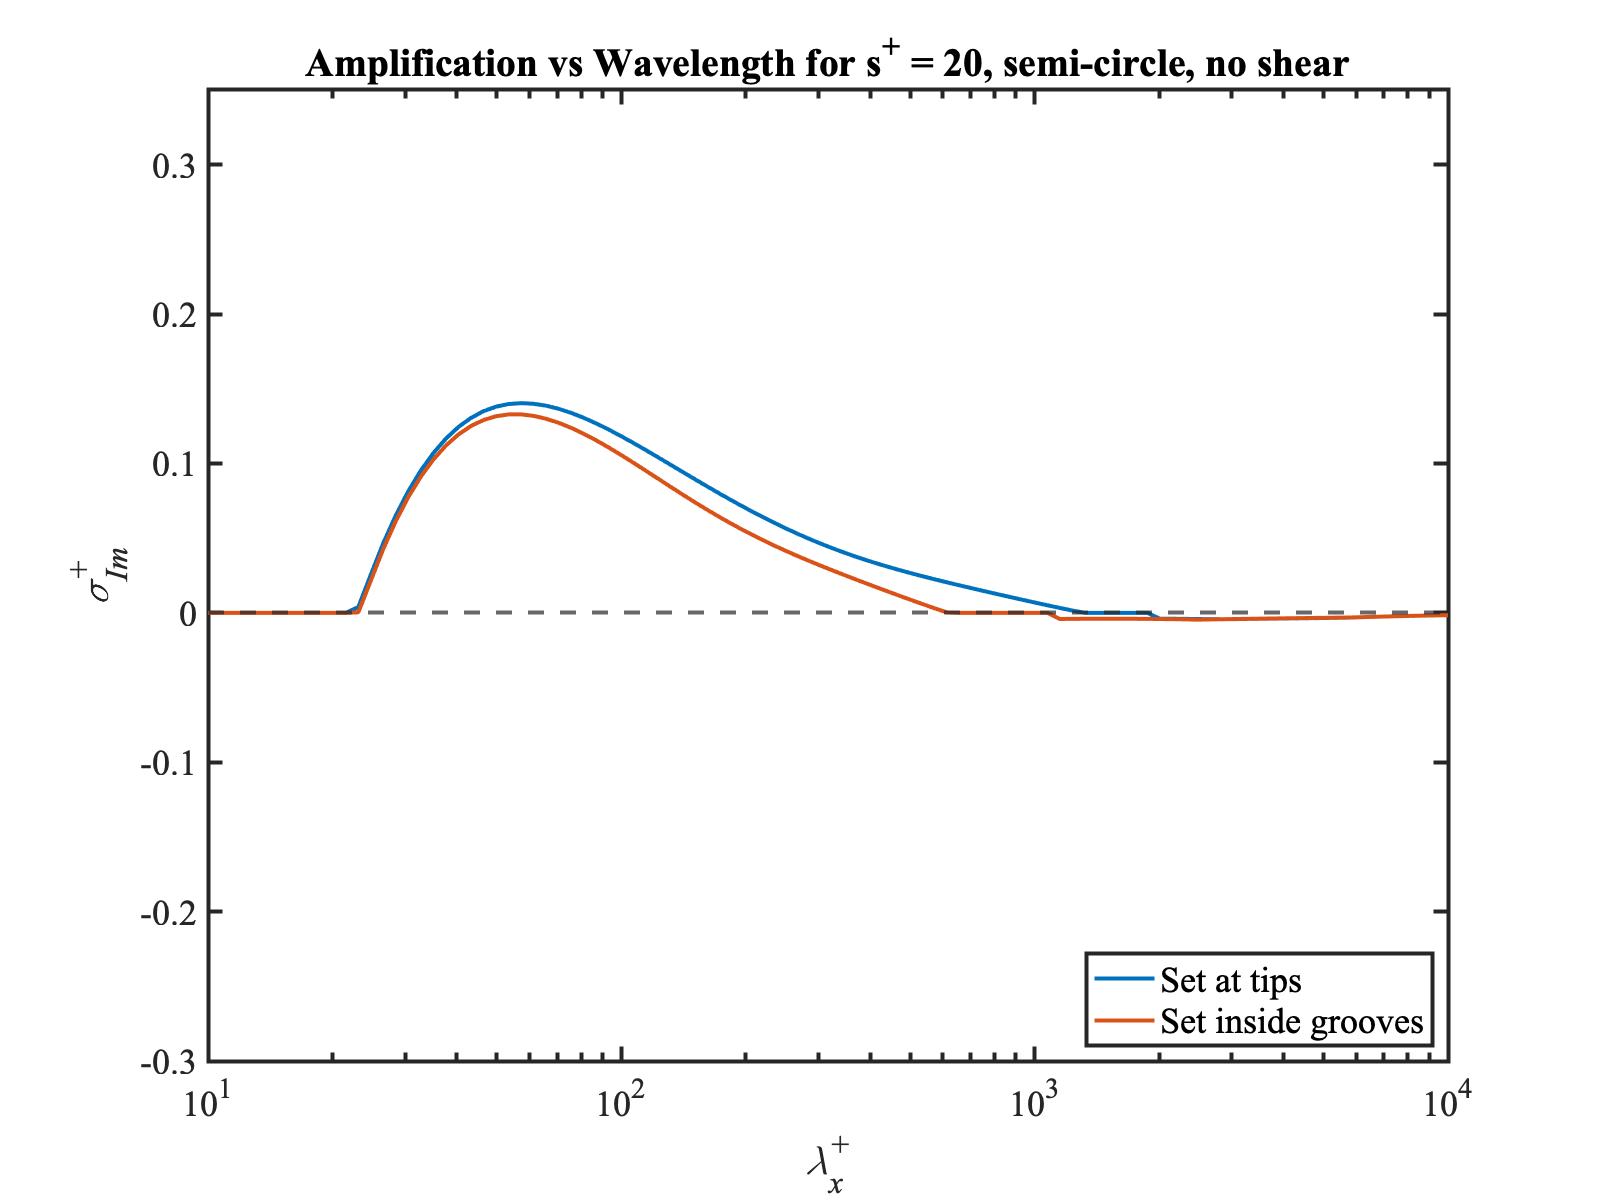 Amplification vs Wavelength for s⁺ = 20, semi-circle, no shear
0.3
0.2
0.1
0
-0.1
-0.2
-0.3
σ⁺Im
10¹ 10² 10³ 10⁴
λ⁺x
Set at tips
Set inside grooves